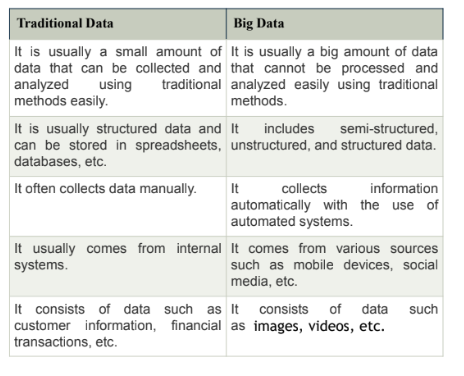 Traditional Data
Big Data
It is usually a small amount of
data that can be collected and
analyzed using traditional
methods easily.
It is usually a big amount of data
that cannot be processed and
analyzed easily using traditional
methods.
It is usually structured data and
can be stored in spreadsheets,
databases, etc.
It includes semi-structured,
unstructured, and structured data.
It often collects data manually.
It collects information
automatically with the use of
automated systems.
It usually comes from internal
systems.
It comes from various sources
such as mobile devices, social
media, etc.
It consists of data such as
customer information, financial
transactions, etc.
It consists of data such
as images, videos, etc.